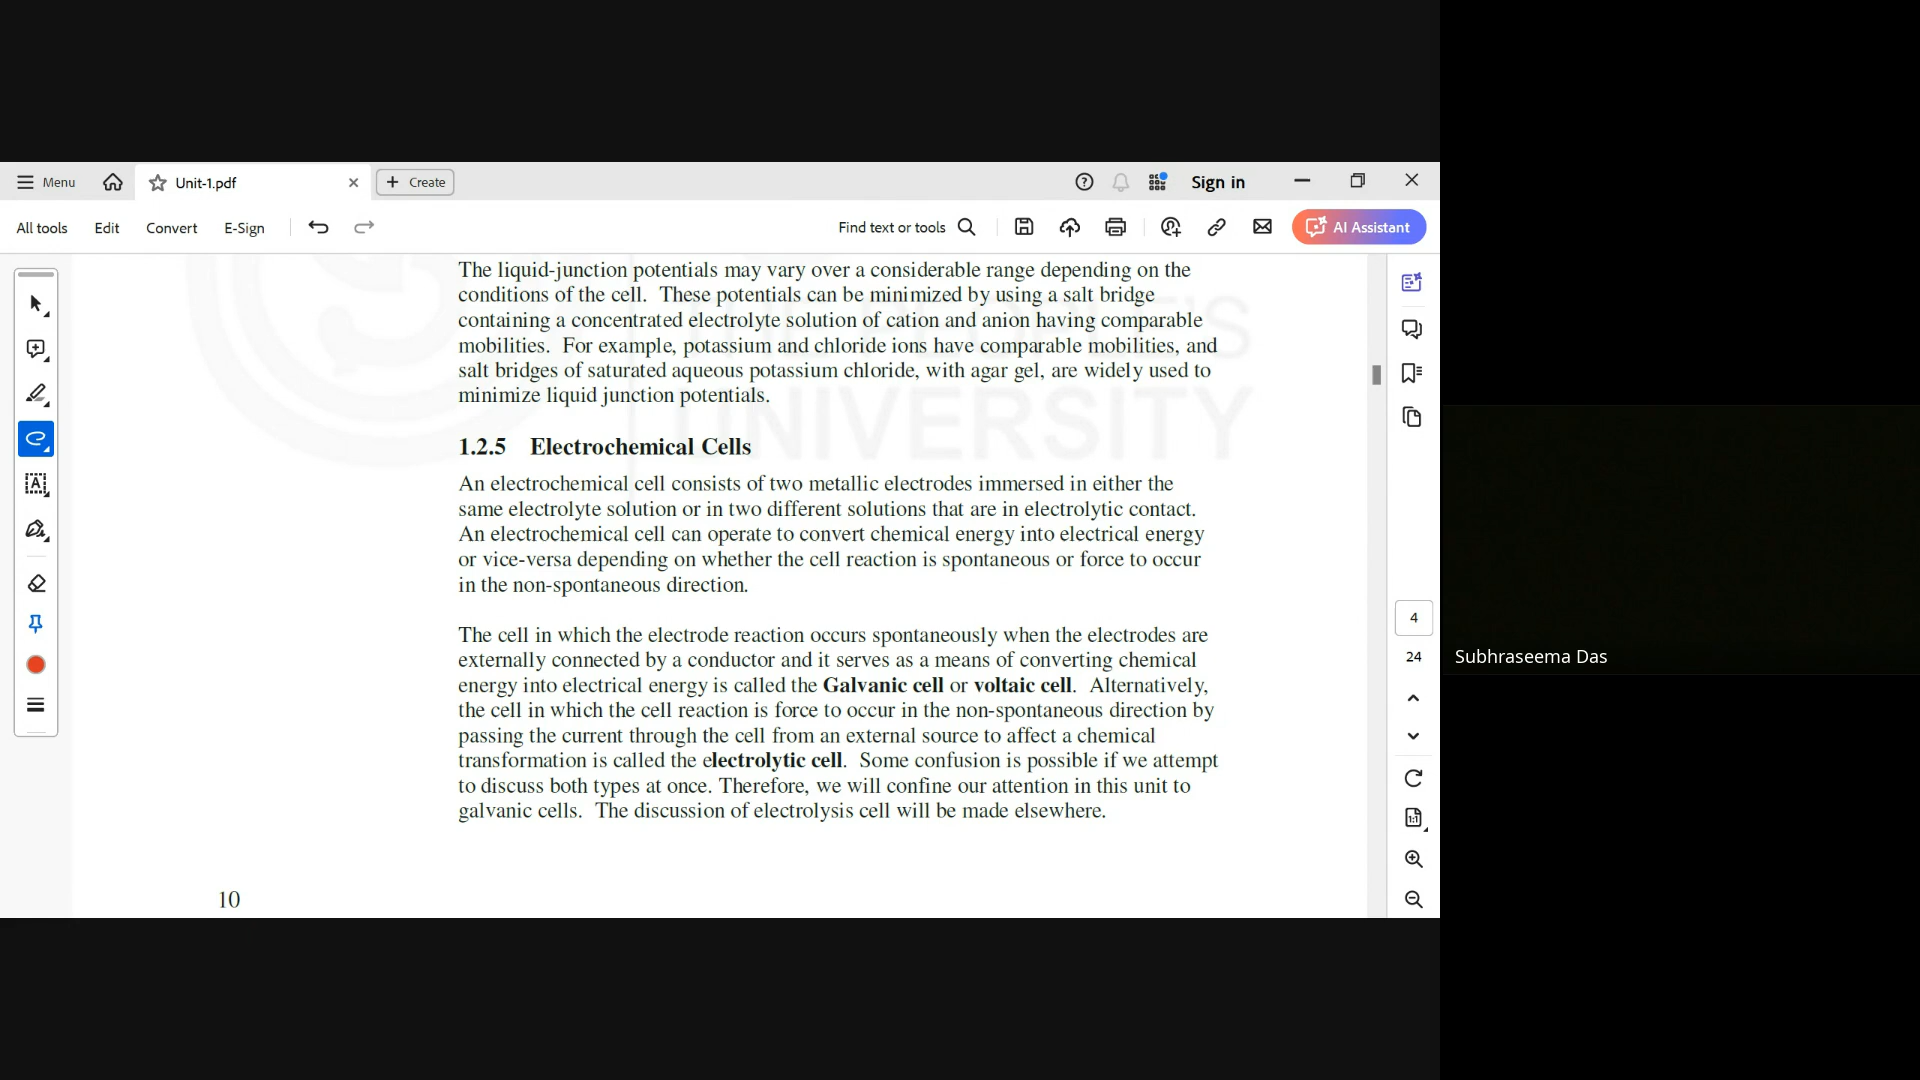 Menu
Unit-1.pdf
Create
Sign in
All tools
Edit
Convert
E-Sign
Find text or tools
AI Assistant
The liquid-junction potentials may vary over a considerable range depending on the
conditions of the cell. These potentials can be minimized by using a salt bridge
containing a concentrated electrolyte solution of cation and anion having comparable
mobilities. For example, potassium and chloride ions have comparable mobilities, and
salt bridges of saturated aqueous potassium chloride, with agar gel, are widely used to
minimize liquid junction potentials.
PEOPLE'S
UNIVERSITY
1.2.5 Electrochemical Cells
An electrochemical cell consists of two metallic electrodes immersed in either the
same electrolyte solution or in two different solutions that are in electrolytic contact.
An electrochemical cell can operate to convert chemical energy into electrical energy
or vice-versa depending on whether the cell reaction is spontaneous or force to occur
in the non-spontaneous direction.
The cell in which the electrode reaction occurs spontaneously when the electrodes are
externally connected by a conductor and it serves as a means of converting chemical
energy into electrical energy is called the Galvanic cell or voltaic cell. Alternatively,
the cell in which the cell reaction is force to occur in the non-spontaneous direction by
passing the current through the cell from an external source to affect a chemical
transformation is called the electrolytic cell. Some confusion is possible if we attempt
to discuss both types at once. Therefore, we will confine our attention in this unit to
galvanic cells. The discussion of electrolysis cell will be made elsewhere.
10
4
24
Subhraseema Das